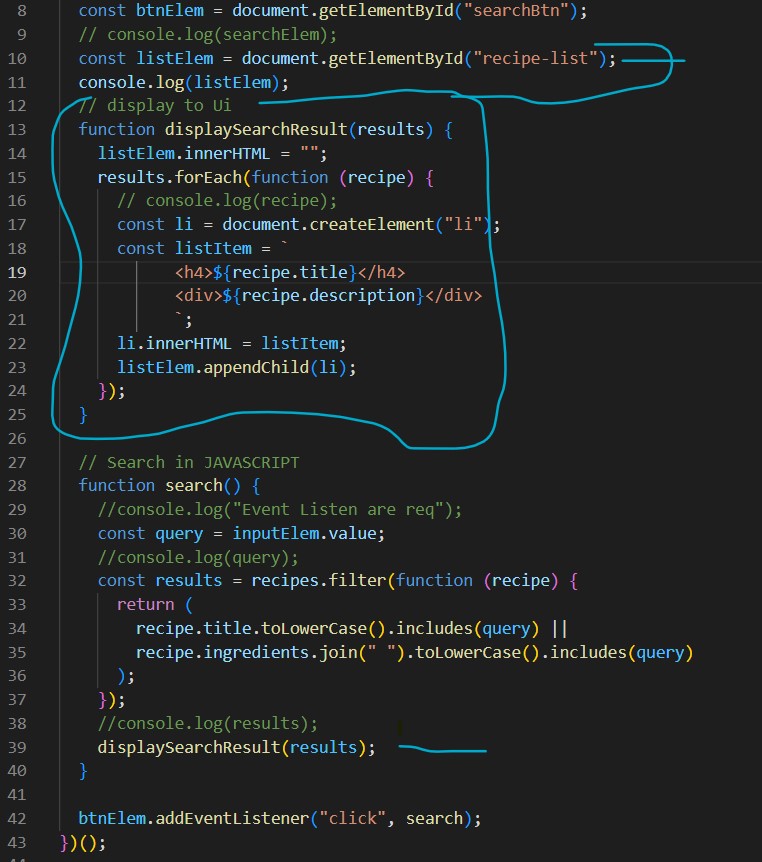 8 const btnElem = document.getElementById("searchBtn");
9 // console.log(searchElem);
10 const listElem = document.getElementById("recipe-list");
11 console.log(listElem);
12 // display to Ui
13 function displaySearchResult(results) {
14 listElem.innerHTML = "";
15 results.forEach(function (recipe) {
16 // console.log(recipe);
17 const li = document.createElement("li");
18 const listItem = `
19 <h4>${recipe.title}</h4>
20 <div>${recipe.description}</div>
21 `;
22 li.innerHTML = listItem;
23 listElem.appendChild(li);
24 });
25 }
26
27 // Search in JAVASCRIPT
28 function search() {
29 //console.log("Event Listen are req");
30 const query = inputElem.value;
31 //console.log(query);
32 const results = recipes.filter(function (recipe) {
33 return (
34 recipe.title.toLowerCase().includes(query) ||
35 recipe.ingredients.join(" ").toLowerCase().includes(query)
36 );
37 });
38 //console.log(results);
39 displaySearchResult(results);
40 }
41
42 btnElem.addEventListener("click", search);
43 })();